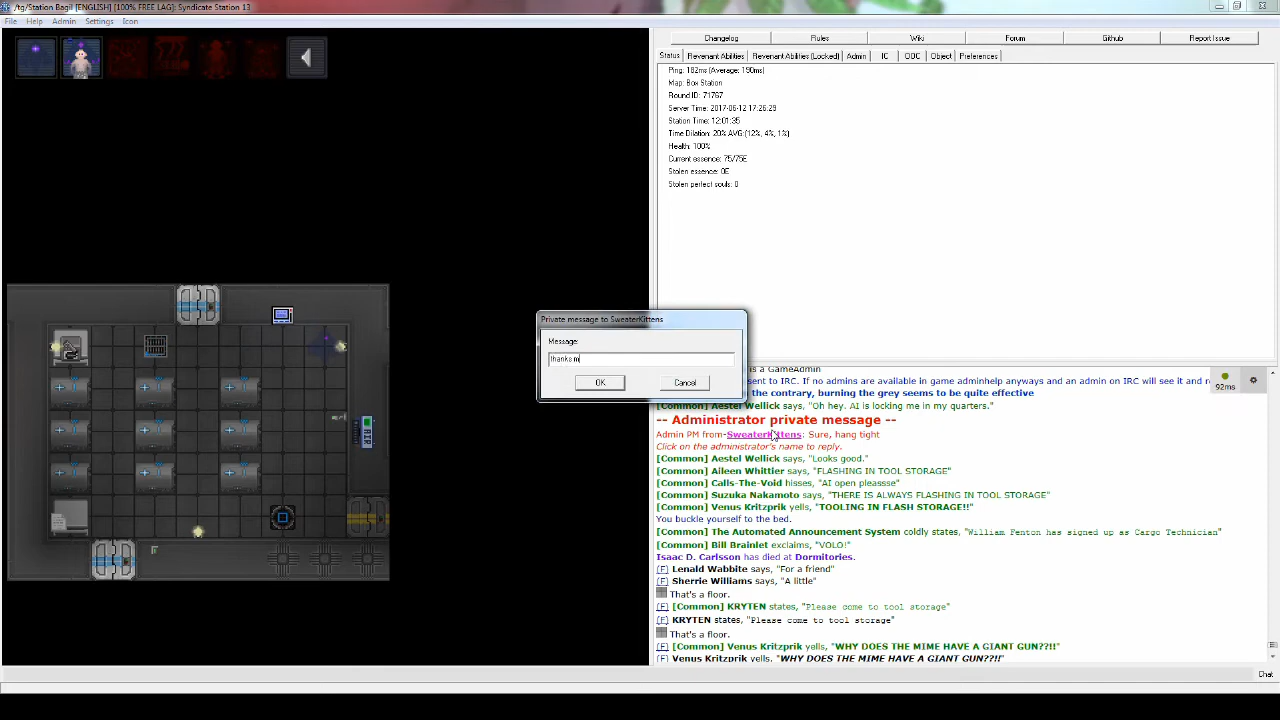 /tg/Station Bagil [ENGLISH] [100% FREE LAG]: Syndicate Station 13
File Help Admin Settings Icon
Changelog Rules Wiki Forum Github Report Issue
Status Revenant Abilities Revenant Abilities (Locked) Admin IC OOC Object Preferences
Ping: 182ms (Average: 190ms)
Map: Box Station
Round ID: 71767
Server Time: 2017-06-12 17:26:29
Station Time: 12:01:35
Time Dilation: 20% AVG:(12%, 4%, 1%)
Health: 100%
Current essence: 75/75E
Stolen essence: 0E
Stolen perfect souls: 0
Private message to SweaterKittens
Message:
thanks m
OK Cancel
is a GameAdmin
sent to IRC. If no admins are available in game adminhelp anyways and an admin on IRC will see it and r
the contrary, burning the grey seems to be quite effective
92ms
[Common] Aestel Wellick says, "Oh hey. AI is locking me in my quarters."
-- Administrator private message --
Admin PM from-SweaterKittens: Sure, hang tight
Click on the administrator's name to reply.
[Common] Aestel Wellick says, "Looks good."
[Common] Aileen Whittier says, "FLASHING IN TOOL STORAGE"
[Common] Calls-The-Void hisses, "AI open pleassse"
[Common] Suzuka Nakamoto says, "THERE IS ALWAYS FLASHING IN TOOL STORAGE"
[Common] Venus Kritzprik yells, "TOOLING IN FLASH STORAGE!!"
You buckle yourself to the bed.
[Common] The Automated Announcement System coldly states, "William Fenton has signed up as Cargo Technician"
[Common] Bill Brainlet exclaims, "VOLO!"
Isaac D. Carlsson has died at Dormitories.
(F) Lenald Wabbite says, "For a friend"
(F) Sherrie Williams says, "A little"
That's a floor.
(F) [Common] KRYTEN states, "Please come to tool storage"
(F) KRYTEN states, "Please come to tool storage"
That's a floor.
(F) [Common] Venus Kritzprik yells, "WHY DOES THE MIME HAVE A GIANT GUN??!!"
(F) Venus Kritzprik yells, "WHY DOES THE MIME HAVE A GIANT GUN??!!"
Chat